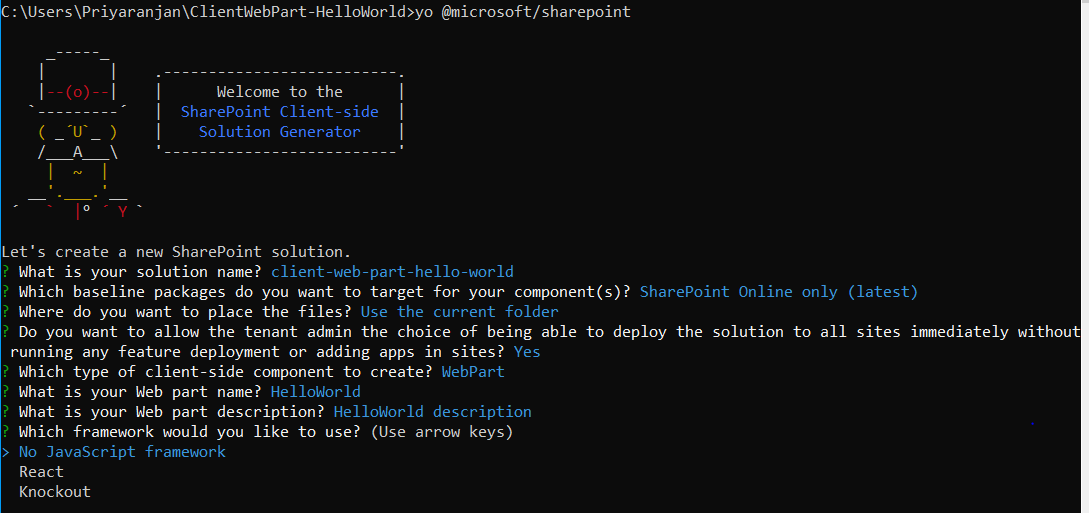 C:\Users\Priyaranjan\ClientWebPart-HelloWorld>yo @microsoft/sharepoint
     _-----_
    |       |    .--------------------------.
    |--(o)--|    |      Welcome to the      |
   `---------´   |  SharePoint Client-side  |
    ( _´U`_ )    |    Solution Generator    |
    /___A___\    '--------------------------'
     |  ~  |
   __'.___.'__
 ´   `  |° ´ Y `
Let's create a new SharePoint solution.
? What is your solution name? client-web-part-hello-world
? Which baseline packages do you want to target for your component(s)? SharePoint Online only (latest)
? Where do you want to place the files? Use the current folder
? Do you want to allow the tenant admin the choice of being able to deploy the solution to all sites immediately without
 running any feature deployment or adding apps in sites? Yes
? Which type of client-side component to create? WebPart
? What is your Web part name? HelloWorld
? What is your Web part description? HelloWorld description
? Which framework would you like to use? (Use arrow keys)
> No JavaScript framework
  React
  Knockout